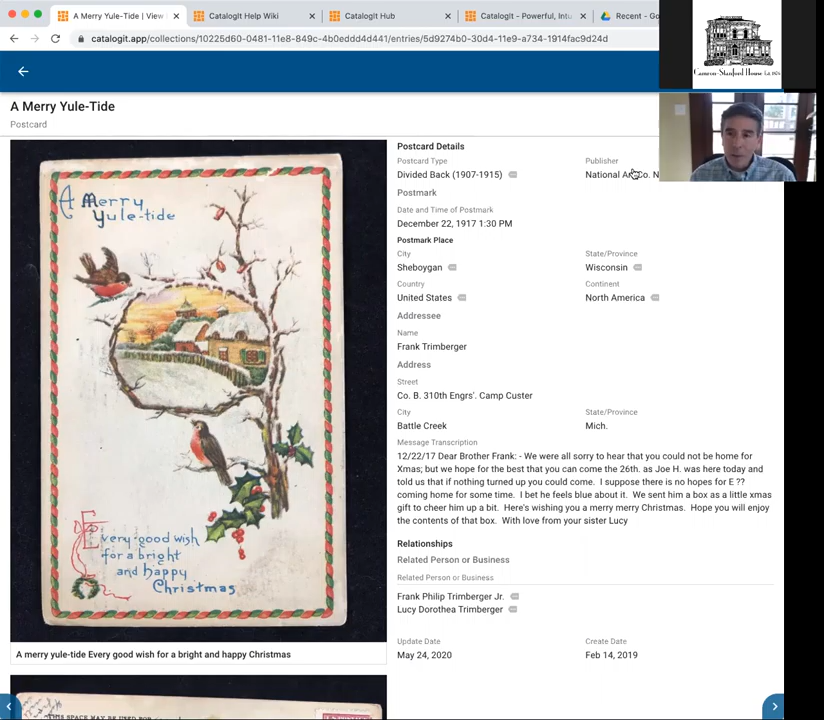 A Merry Yule-Tide | View
CatalogIt Help Wiki
CatalogIt Hub
CatalogIt - Powerful, Intu
Recent - Go
catalogit.app/collections/10225d60-0481-11e8-849c-4b0eddd4d441/entries/5d9274b0-30d4-11e9-a734-1914fac9d24d
Cameron-Stanford House
A Merry Yule-Tide
Postcard
A Merry
Yule-tide
Every good wish
for a bright
and happy
Christmas
A merry yule-tide Every good wish for a bright and happy Christmas
THIS SPACE MAY BE USED FOR
Postcard Details
Postcard Type
Publisher
Divided Back (1907-1915)
National Art Co. N
Postmark
Date and Time of Postmark
December 22, 1917 1:30 PM
Postmark Place
City
State/Province
Sheboygan
Wisconsin
Country
Continent
United States
North America
Addressee
Name
Frank Trimberger
Address
Street
Co. B. 310th Engrs'. Camp Custer
City
State/Province
Battle Creek
Mich.
Message Transcription
12/22/17 Dear Brother Frank: - We were all sorry to hear that you could not be home for
Xmas; but we hope for the best that you can come the 26th. as Joe H. was here today and
told us that if nothing turned up you could come. I suppose there is no hopes for E ??
coming home for some time. I bet he feels blue about it. We sent him a box as a little xmas
gift to cheer him up a bit. Here's wishing you a merry merry Christmas. Hope you will enjoy
the contents of that box. With love from your sister Lucy
Relationships
Related Person or Business
Related Person or Business
Frank Philip Trimberger Jr.
Lucy Dorothea Trimberger
Update Date
Create Date
May 24, 2020
Feb 14, 2019